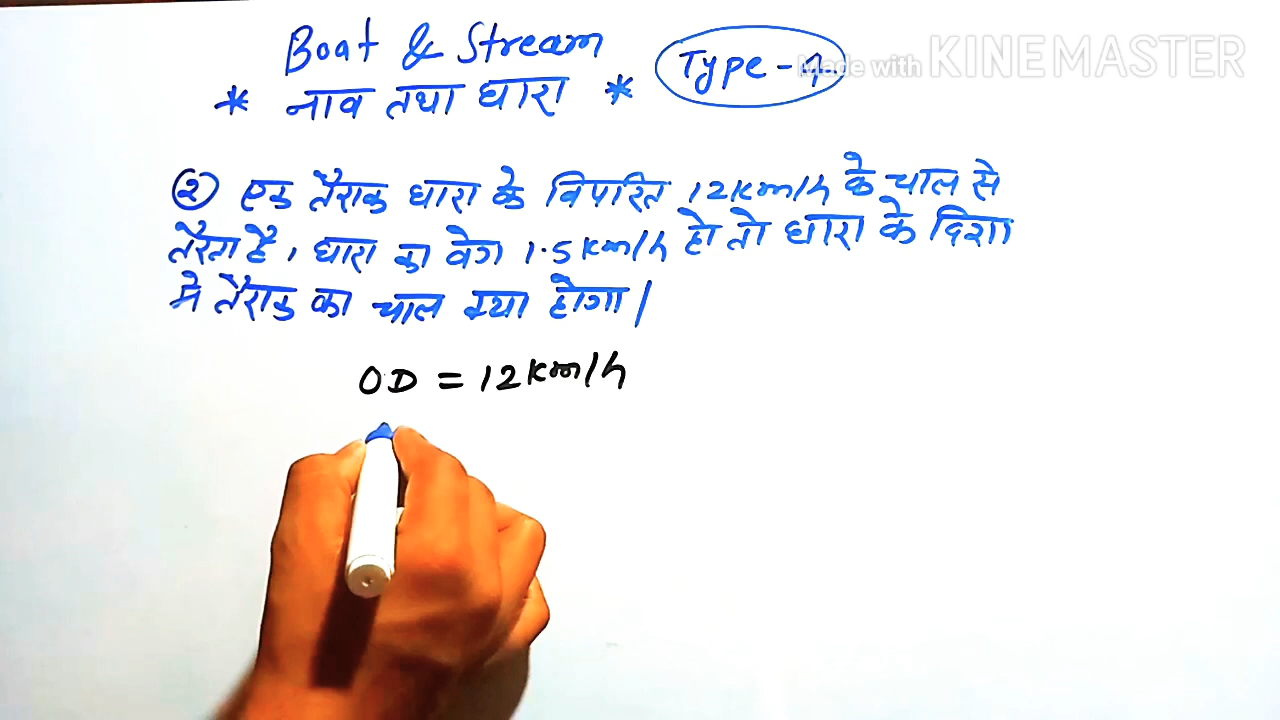 Boat & Stream
* नाव तथा धारा * Type-4
Made with KINEMASTER
② एक तैराक धारा के विपरित 12km/h के चाल से
तैरता है, धारा का वेग 1.5km/h हो तो धारा के दिशा
मे तैराक का चाल क्या होगा।
OD = 12km/h